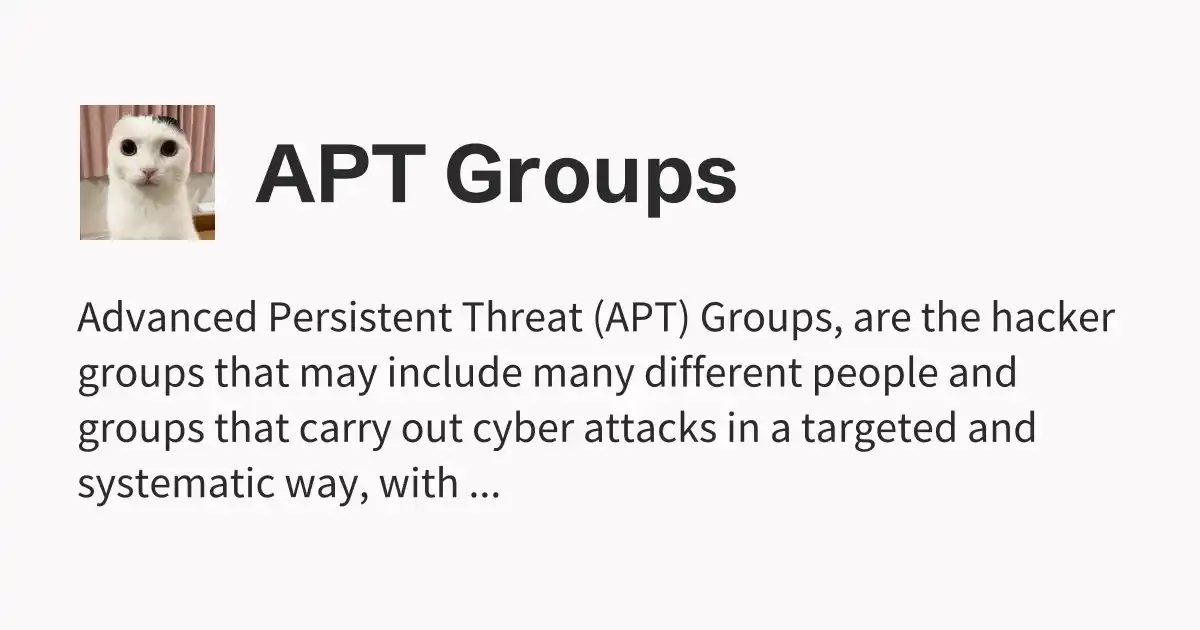 APT Groups
Advanced Persistent Threat (APT) Groups, are the hacker
groups that may include many different people and
groups that carry out cyber attacks in a targeted and
systematic way, with ...